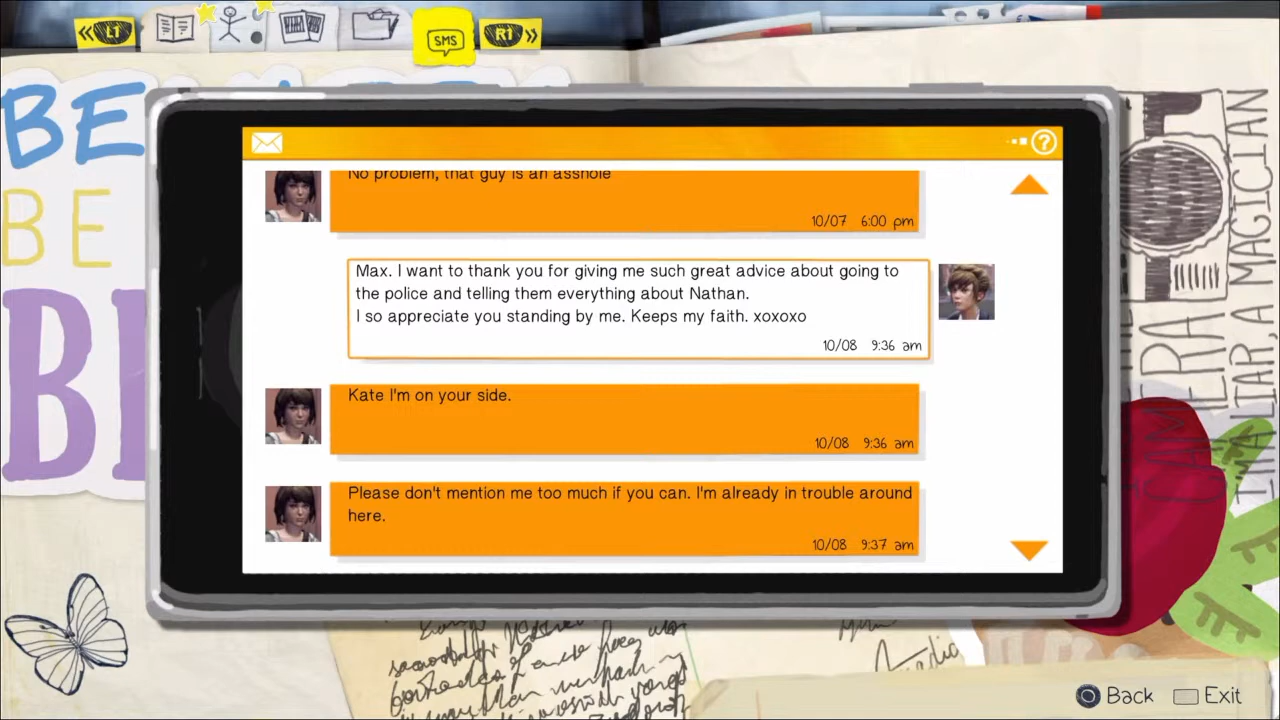 L1
SMS
R1
BE
BE
No problem, that guy is an asshole
10/07 6:00 pm
Max. I want to thank you for giving me such great advice about going to
the police and telling them everything about Nathan.
I so appreciate you standing by me. Keeps my faith. xoxoxo
10/08 9:36 am
Kate I'm on your side.
10/08 9:36 am
Please don't mention me too much if you can. I'm already in trouble around
here.
10/08 9:37 am
LIAR, A MAGICIAN
Back
Exit